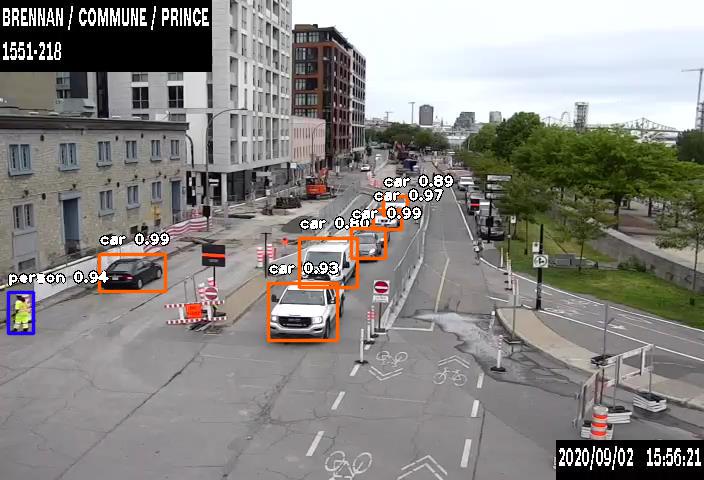 BRENNAN / COMMUNE / PRINCE
1551-218
car 0.89
car 0.97
car 0.99
car 0.80
car 0.99
car 0.93
person 0.94
2020/09/02 15:56:21